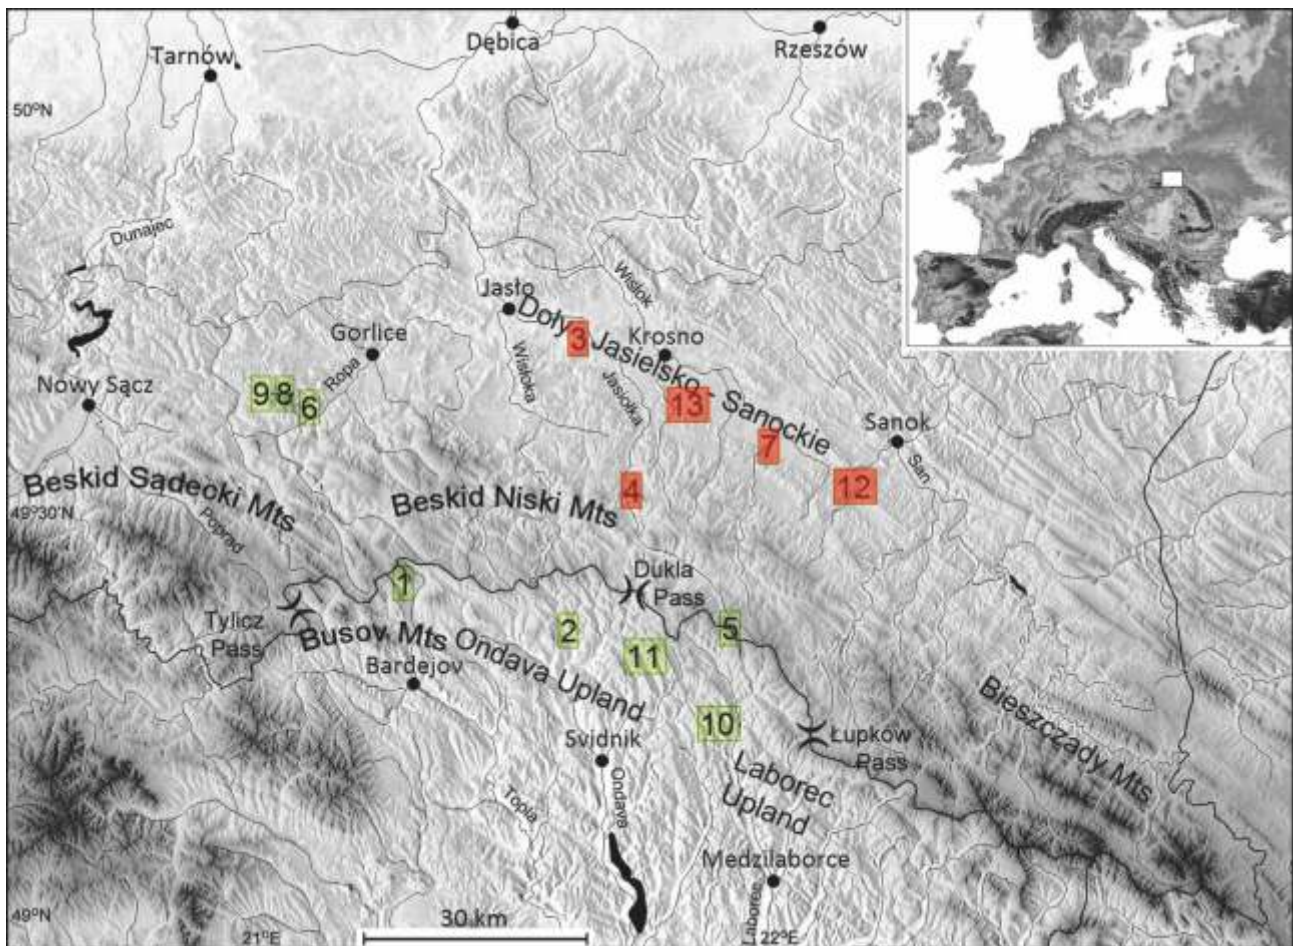 Tarnów
Dębica
Rzeszów
50°N
Dunajec
Wisłok
Jasło
Doły Jasielsko - Sanockie
3
Krosno
Gorlice
Ropa
Wisłoka
Jasiołka
Nowy Sącz
9
8
6
13
Sanok
7
San
12
4
Beskid Sadecki Mts
Beskid Niski Mts
49°30'N
Poprad
1
Dukla
Pass
Tylicz
Pass
Busov Mts
Ondava Upland
2
5
11
Bardejov
10
Svidnik
Łupków
Pass
Bieszczady Mts
Laborec
Upland
Ondava
Topla
Medzilaborce
Laborec
49°N
21°E
30 km
22°E